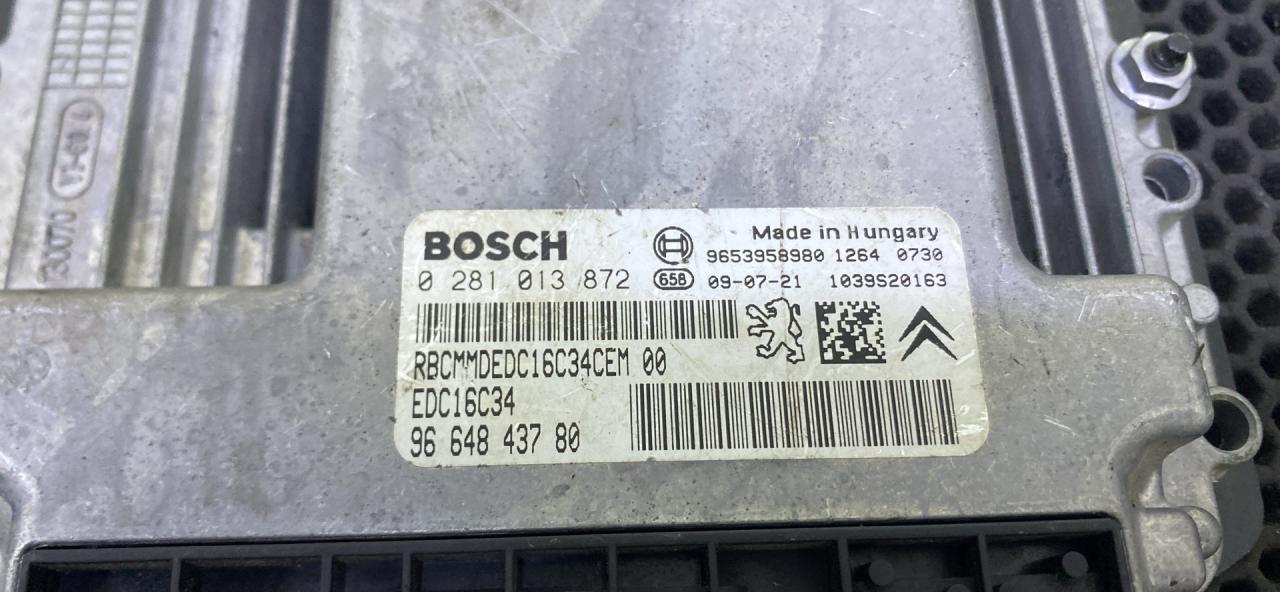 BOSCH
Made in Hungary
9653958980 1264 0730
0 281 013 872
658
09-07-21 1039S20163
RBCMMDEDC16C34CEM 00
EDC16C34
96 648 437 80